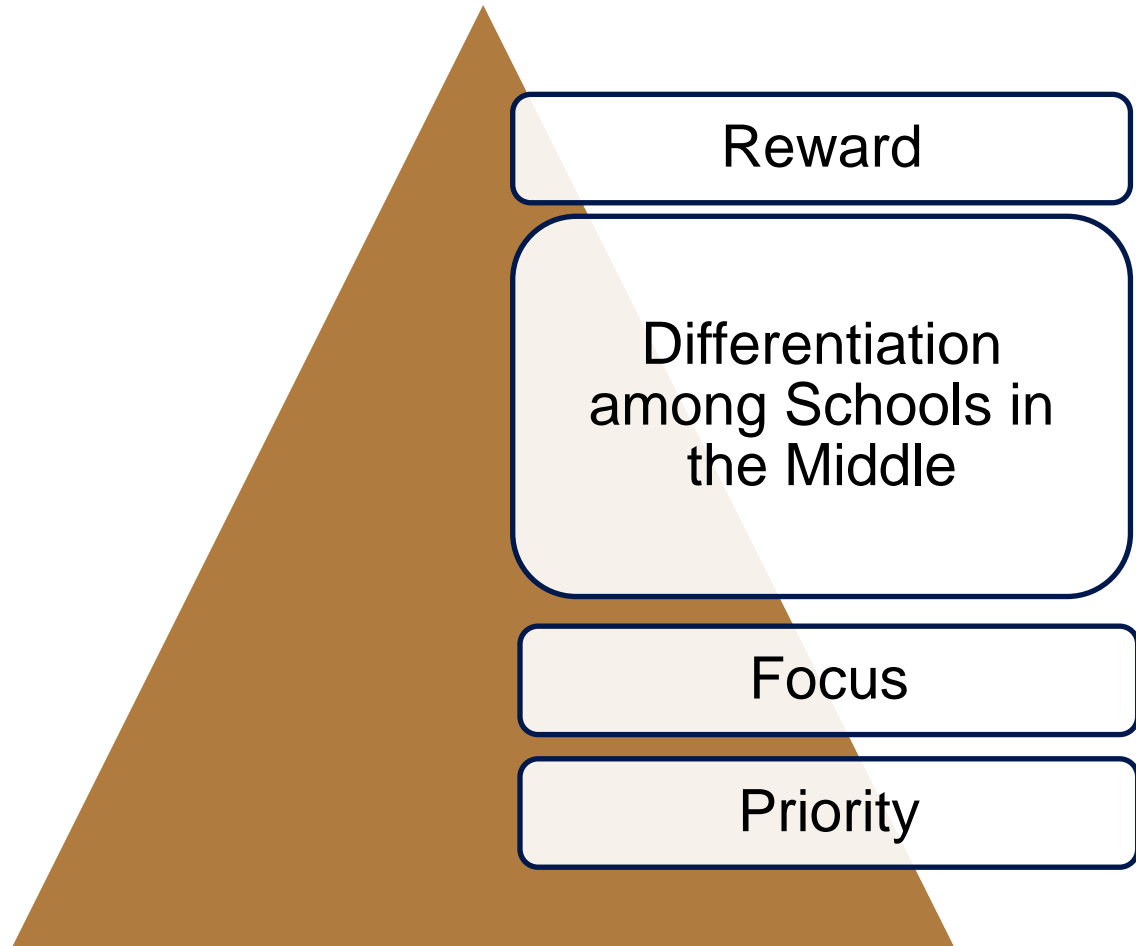 Reward
Differentiation
among Schools in
the Middle
Focus
Priority